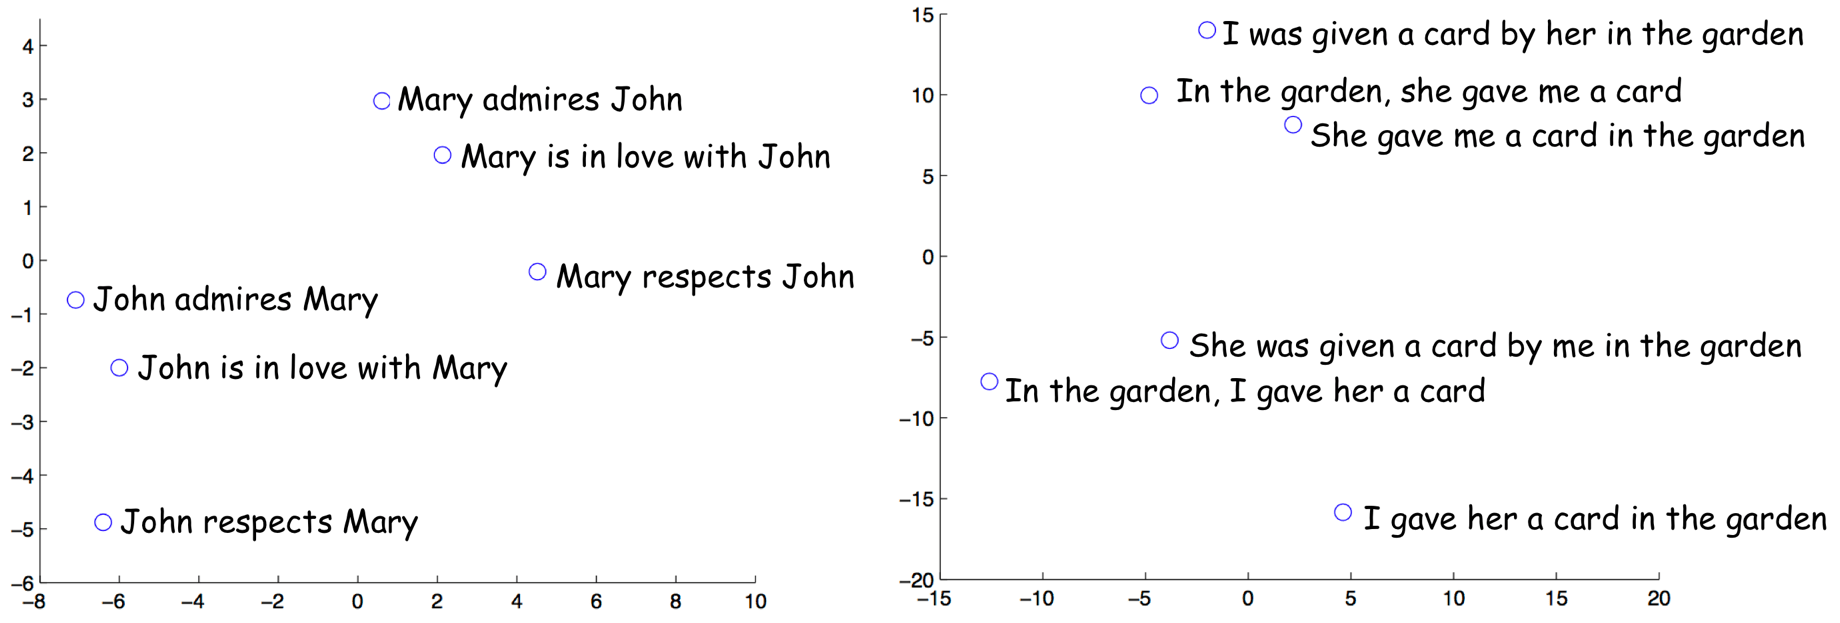 4
3
2
1
0
−1
−2
−3
−4
−5
−6
Mary admires John
Mary is in love with John
Mary respects John
John admires Mary
John is in love with Mary
John respects Mary
−8 −6 −4 −2 0 2 4 6 8 10
15
10
5
0
−5
−10
−15
−20
I was given a card by her in the garden
In the garden, she gave me a card
She gave me a card in the garden
She was given a card by me in the garden
In the garden, I gave her a card
I gave her a card in the garden
−15 −10 −5 0 5 10 15 20